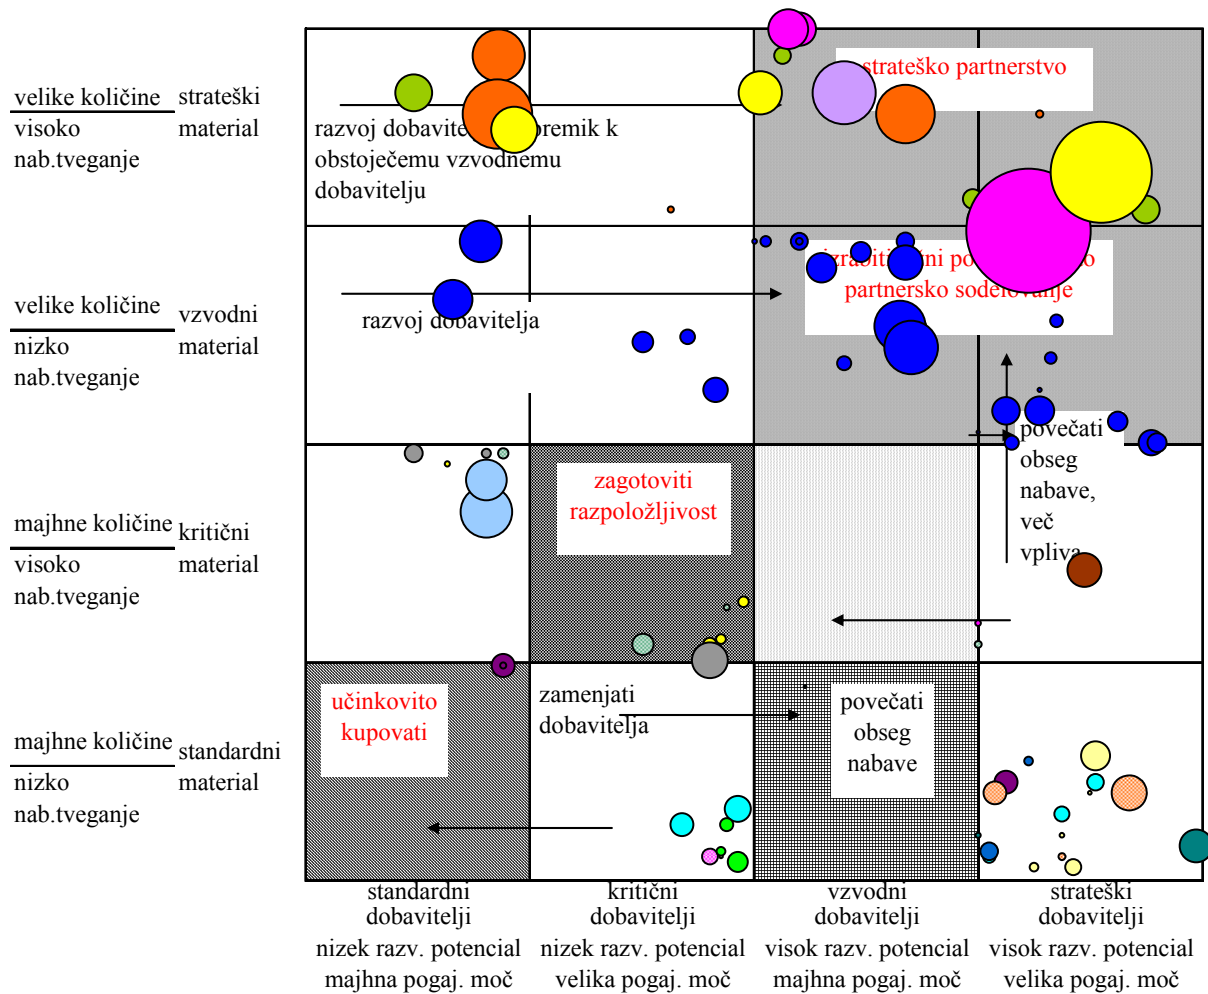 velike količine
visoko
nab.tveganje
strateški
material
razvoj premik k
obstoječemu vzvodnemu
dobavitelju
strateško partnerstvo
velike količine
nizko
nab.tveganje
vzvodni
material
razvoj dobavitelja
partnersko sodelovanje
majhne količine
visoko
nab.tveganje
kritični
material
zagotoviti
razpoložljivost
povečati
obseg
nabave,
več
vpliva
majhne količine
nizko
nab.tveganje
standardni
material
učinkovito
kupovati
zamenjati
dobavitelja
povečati
obseg
nabave
standardni
dobavitelji
nizek razv. potencial
majhna pogaj. moč
kritični
dobavitelji
nizek razv. potencial
velika pogaj. moč
vzvodni
dobavitelji
visok razv. potencial
majhna pogaj. moč
strateški
dobavitelji
visok razv. potencial
velika pogaj. moč